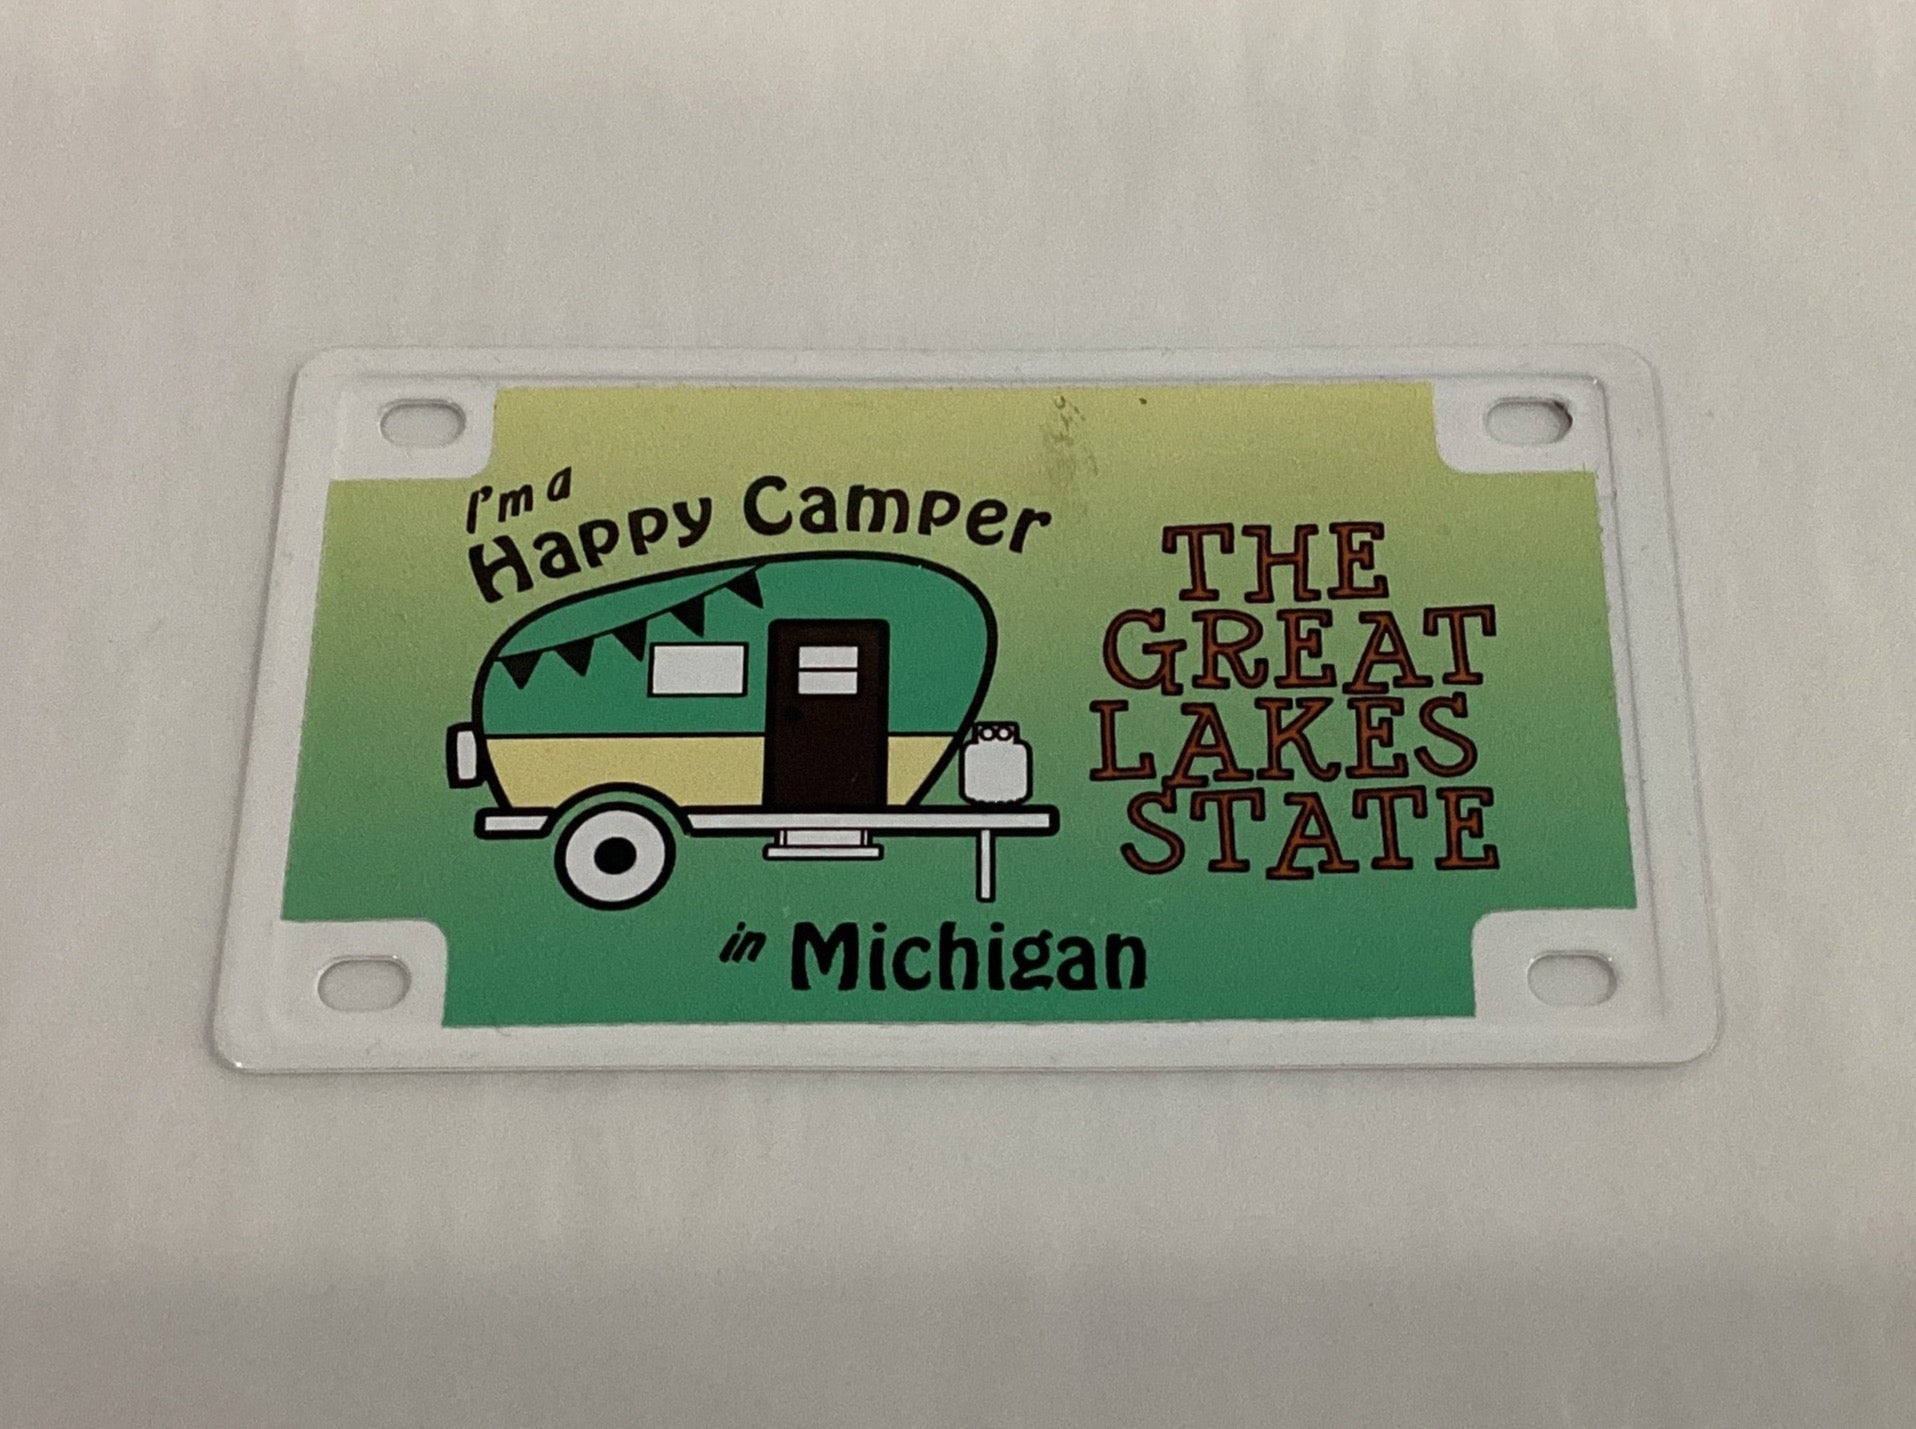 I'm a
Happy Camper
in Michigan
THE
GREAT
LAKES
STATE